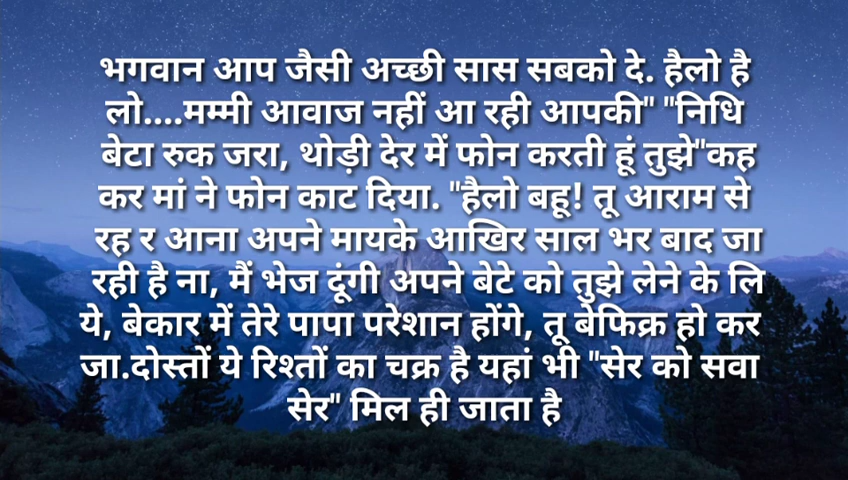 भगवान आप जैसी अच्छी सास सबको दे. हैलो है
लो....मम्मी आवाज नहीं आ रही आपकी" "निधि
बेटा रुक जरा, थोड़ी देर में फोन करती हूं तुझे"कह
कर मां ने फोन काट दिया. "हैलो बहू! तू आराम से
रह र आना अपने मायके आखिर साल भर बाद जा
रही है ना, मैं भेज दूंगी अपने बेटे को तुझे लेने के लि
ये, बेकार में तेरे पापा परेशान होंगे, तू बेफिक्र हो कर
जा.दोस्तों ये रिश्तों का चक्र है यहां भी "सेर को सवा
सेर" मिल ही जाता है